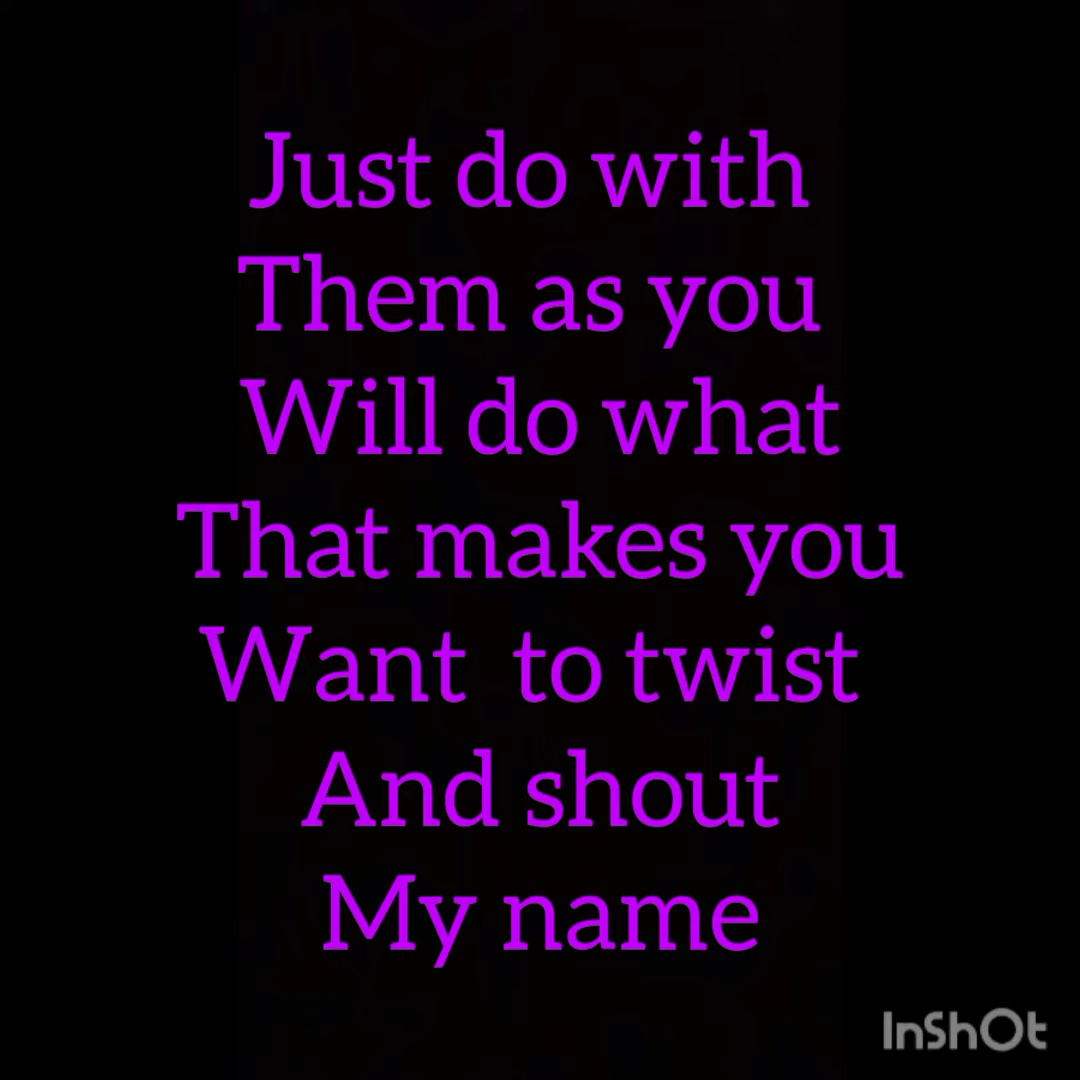 Just do with
Them as you
Will do what
That makes you
Want  to twist
And shout
My name
InShOt